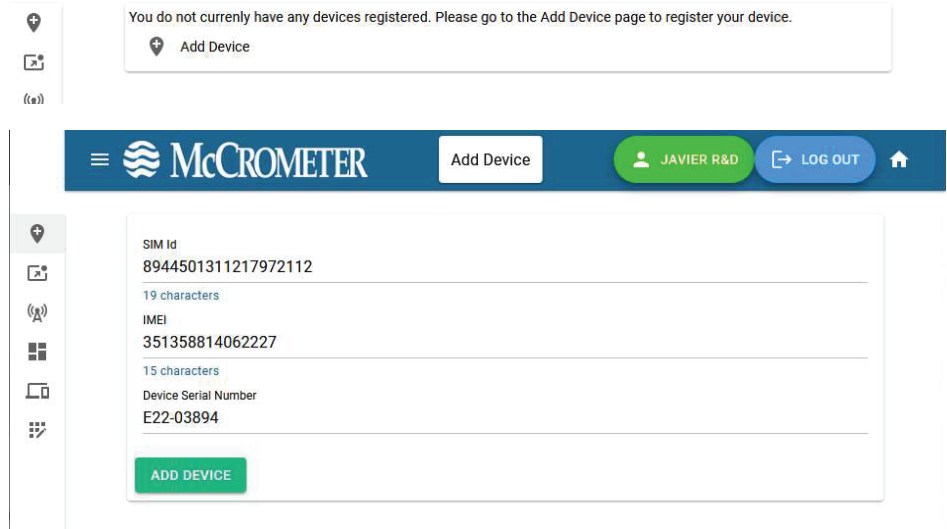 You do not currenly have any devices registered. Please go to the Add Device page to register your device.
Add Device
McCROMETER
Add Device
JAVIER R&D
LOG OUT
SIM Id
8944501311217972112
19 characters
IMEI
351358814062227
15 characters
Device Serial Number
E22-03894
ADD DEVICE